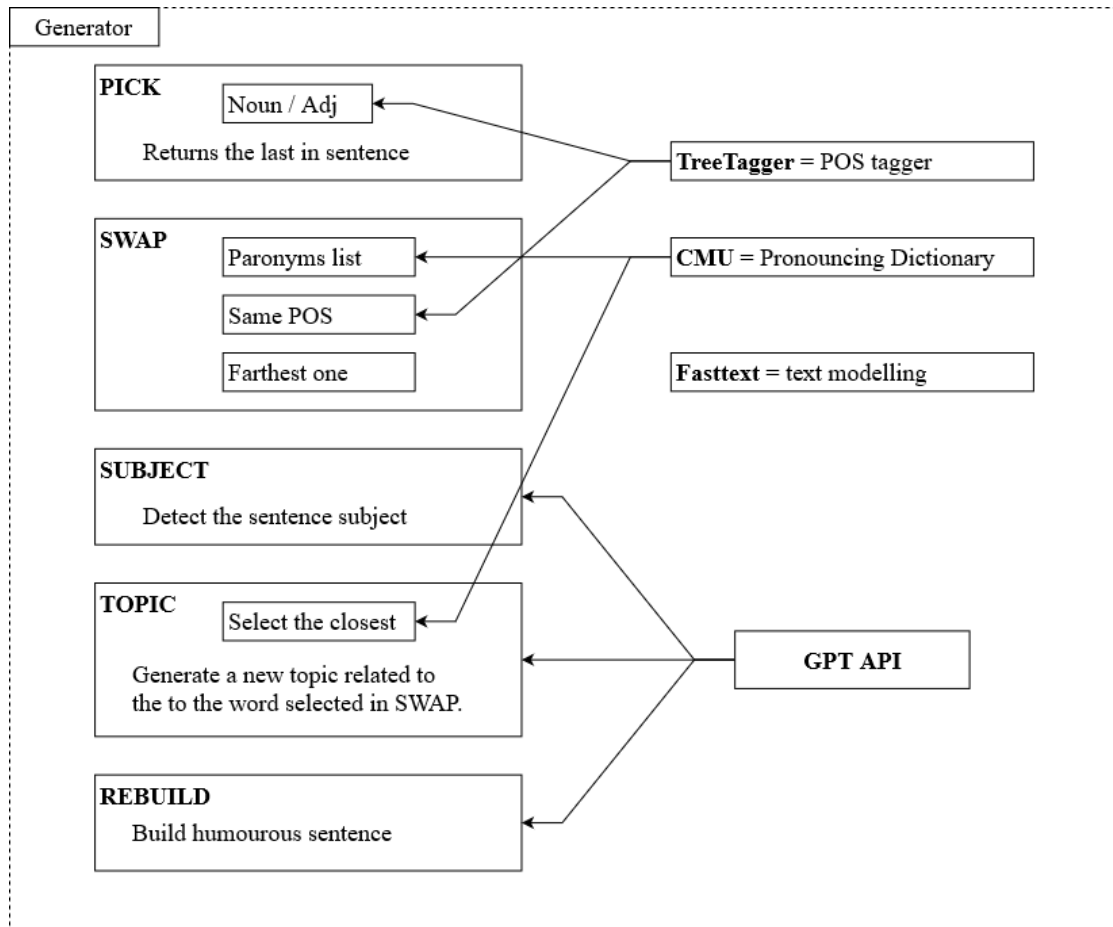 Generator
PICK
Noun / Adj
Returns the last in sentence
TreeTagger = POS tagger
SWAP
Paronyms list
CMU = Pronouncing Dictionary
Same POS
Farthest one
Fasttext = text modelling
SUBJECT
Detect the sentence subject
TOPIC
Select the closest
Generate a new topic related to
the to the word selected in SWAP.
GPT API
REBUILD
Build humourous sentence